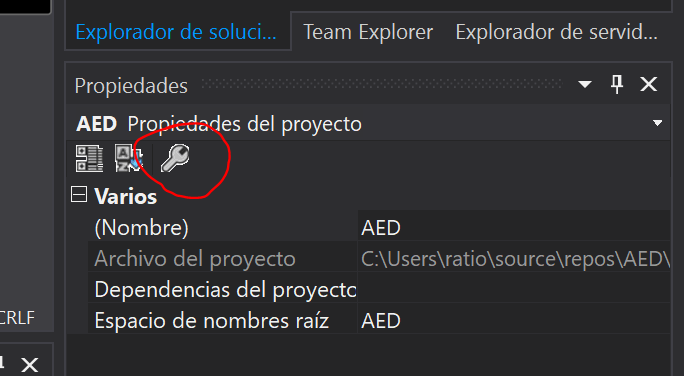 Explorador de soluci... Team Explorer Explorador de servid...
Propiedades
AED Propiedades del proyecto
Varios
(Nombre) AED
Archivo del proyecto C:\Users\ratio\source\repos\AED\
Dependencias del proyecto
Espacio de nombres raíz AED
CRLF